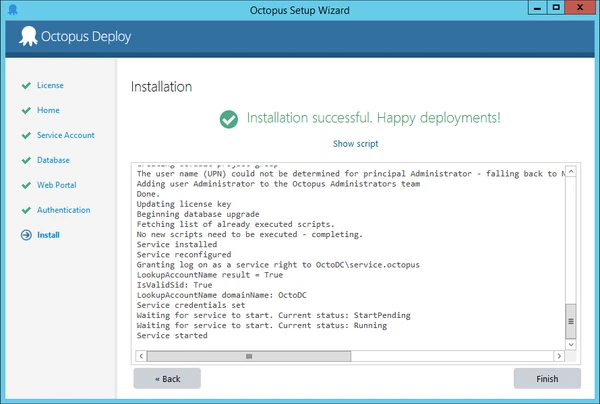 Octopus Setup Wizard
Octopus Deploy
License
Home
Service Account
Database
Web Portal
Authentication
Install
Installation
Installation successful. Happy deployments!
Show script
Creating default project group
The user name (UPN) could not be determined for principal Administrator - falling back to N
Adding user Administrator to the Octopus Administrators team
Done.
Updating license key
Beginning database upgrade
Fetching list of already executed scripts.
No new scripts need to be executed - completing.
Service installed
Service reconfigured
Granting log on as a service right to OctoDC\service.octopus
LookupAccountName result = True
IsValidSid: True
LookupAccountName domainName: OctoDC
Service credentials set
Waiting for service to start. Current status: StartPending
Waiting for service to start. Current status: Running
Service started
« Back
Finish